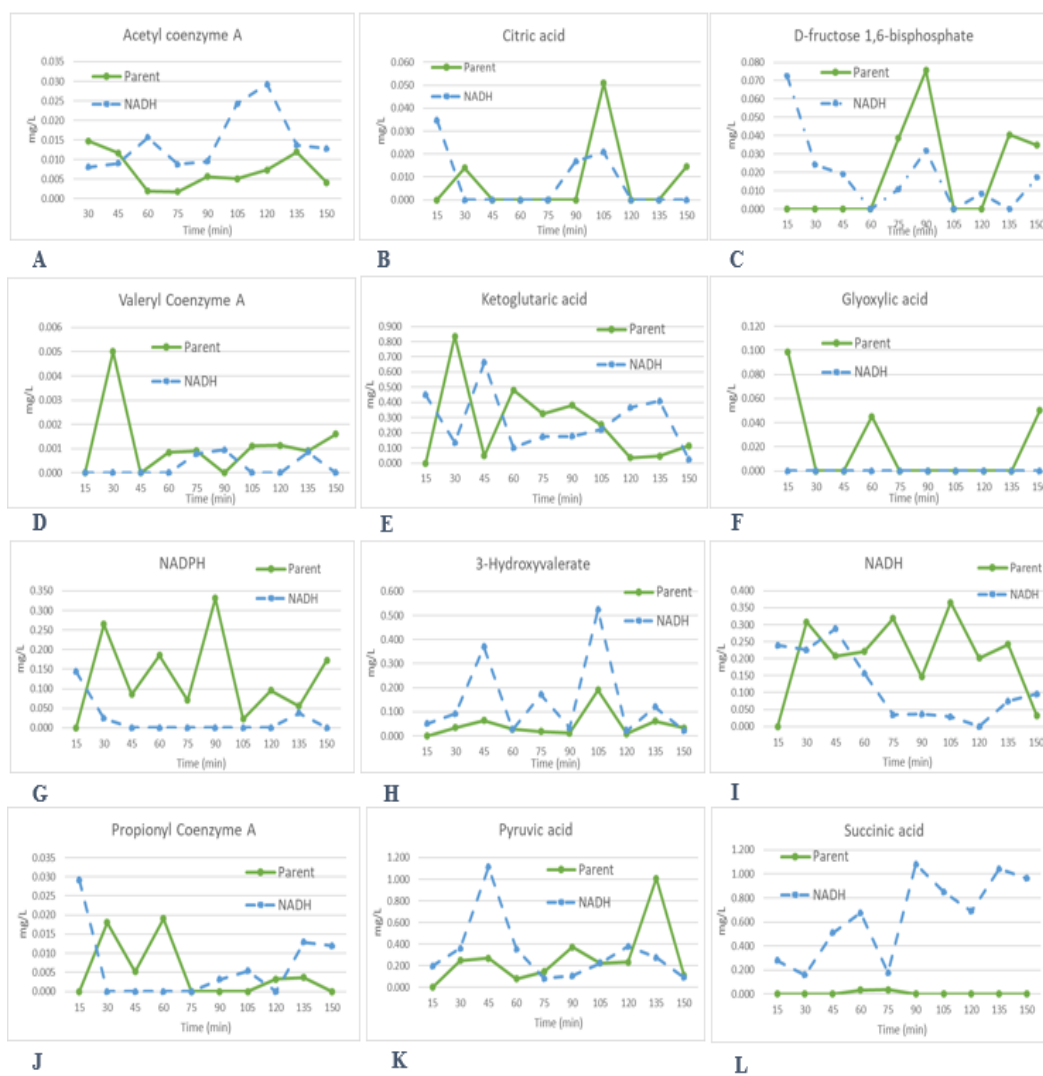 Acetyl coenzyme A
0.035
0.030
0.025
0.020
0.015
0.010
0.005
0.000
mg/L
Parent
NADH
30 45 60 75 90 105 120 135 150
Time (min)
A
Citric acid
0.060
0.050
0.040
0.030
0.020
0.010
0.000
mg/L
Parent
NADH
15 30 45 60 75 90 105 120 135 150
Time (min)
B
D-fructose 1,6-bisphosphate
0.080
0.070
0.060
0.050
0.040
0.030
0.020
0.010
0.000
mg/L
Parent
NADH
15 30 45 60 75 90 105 120 135 150
Time (min)
C
Valeryl Coenzyme A
0.006
0.005
0.004
0.003
0.002
0.001
0.000
mg/L
Parent
NADH
15 30 45 60 75 90 105 120 135 150
Time (min)
D
Ketoglutaric acid
0.900
0.800
0.700
0.600
0.500
0.400
0.300
0.200
0.100
0.000
mg/L
Parent
NADH
15 30 45 60 75 90 105 120 135 150
Time (min)
E
Glyoxylic acid
0.120
0.100
0.080
0.060
0.040
0.020
0.000
mg/L
Parent
NADH
15 30 45 60 75 90 105 120 135 150
Time (min)
F
NADPH
0.350
0.300
0.250
0.200
0.150
0.100
0.050
0.000
mg/L
Parent
NADH
15 30 45 60 75 90 105 120 135 150
Time (min)
G
3-Hydroxyvalerate
0.600
0.500
0.400
0.300
0.200
0.100
0.000
mg/L
Parent
NADH
15 30 45 60 75 90 105 120 135 150
Time (min)
H
NADH
0.400
0.350
0.300
0.250
0.200
0.150
0.100
0.050
0.000
mg/L
Parent
NADH
15 30 45 60 75 90 105 120 135 150
Time (min)
I
Propionyl Coenzyme A
0.035
0.030
0.025
0.020
0.015
0.010
0.005
0.000
mg/L
Parent
NADH
15 30 45 60 75 90 105 120 135 150
Time (min)
J
Pyruvic acid
1.200
1.000
0.800
0.600
0.400
0.200
0.000
mg/L
Parent
NADH
15 30 45 60 75 90 105 120 135 150
Time (min)
K
Succinic acid
1.200
1.000
0.800
0.600
0.400
0.200
0.000
mg/L
Parent
NADH
15 30 45 60 75 90 105 120 135 150
Time (min)
L